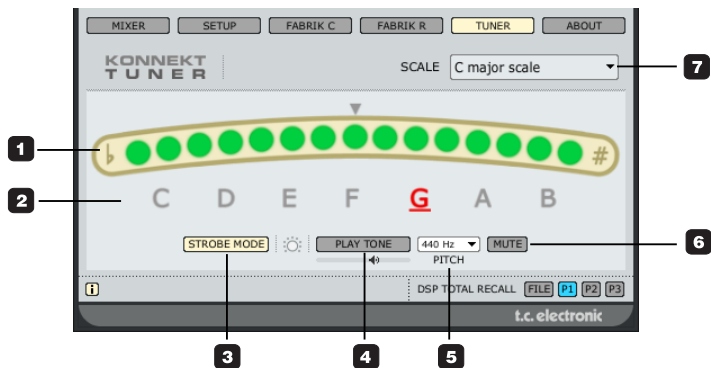 MIXER SETUP FABRIK C FABRIK R TUNER ABOUT
KONNEKT
TUNER
SCALE C major scale
7
1
♭ #
2
C D E F G A B
STROBE MODE PLAY TONE 440 Hz MUTE
6
PITCH
i
DSP TOTAL RECALL FILE P1 P2 P3
t.c. electronic
3 4 5